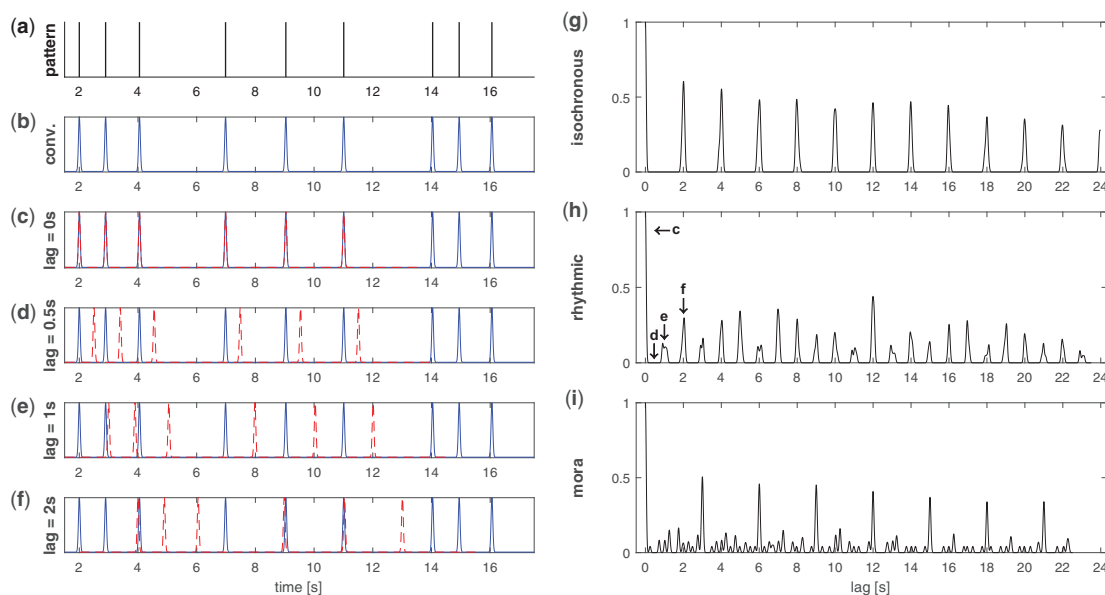 (a)
pattern
2 4 6 8 10 12 14 16
(b)
conv.
2 4 6 8 10 12 14 16
(c)
lag = 0s
2 4 6 8 10 12 14 16
(d)
lag = 0.5s
2 4 6 8 10 12 14 16
(e)
lag = 1s
2 4 6 8 10 12 14 16
(f)
lag = 2s
2 4 6 8 10 12 14 16
time [s]
(g)
isochronous
1
0.5
0
0 2 4 6 8 10 12 14 16 18 20 22 24
(h)
rhythmic
1
0.5
0
←c
f
e
d
0 2 4 6 8 10 12 14 16 18 20 22 24
(i)
mora
1
0.5
0
0 2 4 6 8 10 12 14 16 18 20 22 24
lag [s]